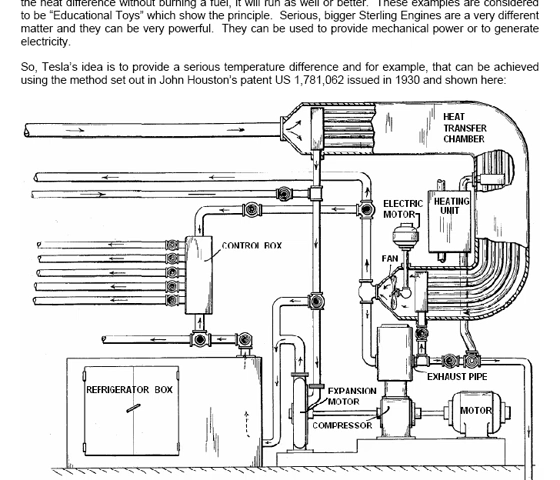 the heat difference without burning a fuel, it will run as well or better. These examples are considered
to be “Educational Toys” which show the principle. Serious, bigger Sterling Engines are a very different
matter and they can be very powerful. They can be used to provide mechanical power or to generate
electricity.
So, Tesla’s idea is to provide a serious temperature difference and for example, that can be achieved
using the method set out in John Houston’s patent US 1,781,062 issued in 1930 and shown here:
HEAT
TRANSFER
CHAMBER
ELECTRIC
MOTOR
HEATING
UNIT
CONTROL BOX
FAN
EXHAUST PIPE
REFRIGERATOR BOX
EXPANSION
MOTOR
COMPRESSOR
MOTOR